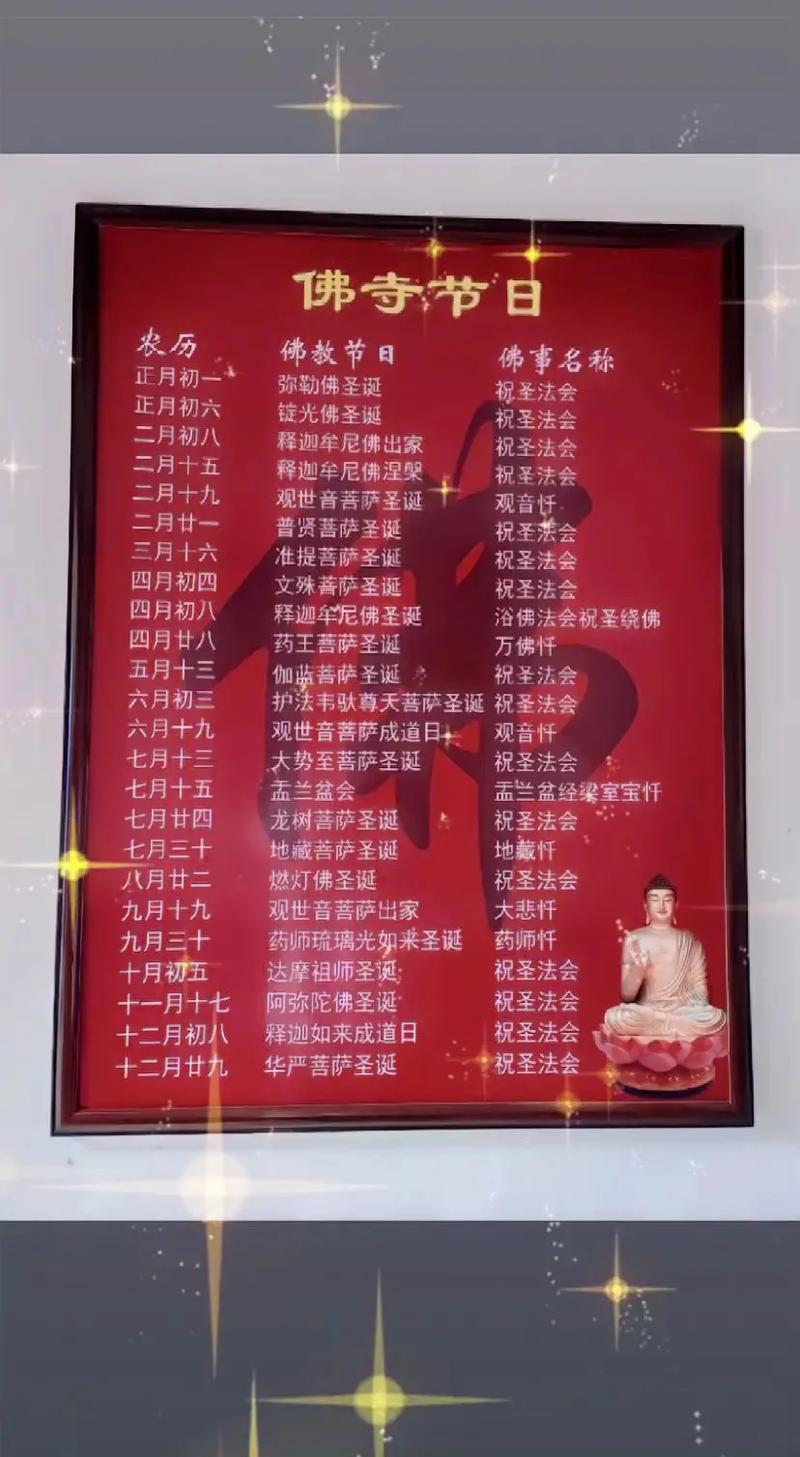 佛寺节日
农历 佛教节日 佛事名称
正月初一 弥勒佛圣诞 祝圣法会
正月初六 锭光佛圣诞 祝圣法会
二月初八 释迦牟尼佛出家 祝圣法会
二月十五 释迦牟尼佛涅槃 祝圣法会
二月十九 观世音菩萨圣诞 观音忏
二月廿一 普贤菩萨圣诞 祝圣法会
三月十六 准提菩萨圣诞 祝圣法会
四月初四 文殊菩萨圣诞 祝圣法会
四月初八 释迦牟尼佛圣诞 浴佛法会祝圣绕佛
四月廿八 药王菩萨圣诞 万佛忏
五月十三 伽蓝菩萨圣诞 祝圣法会
六月初三 护法韦驮尊天菩萨圣诞 祝圣法会
六月十九 观世音菩萨成道日 观音忏
七月十三 大势至菩萨圣诞 祝圣法会
七月十五 盂兰盆会 盂兰盆经梁室宝忏
七月廿四 龙树菩萨圣诞 祝圣法会
七月三十 地藏菩萨圣诞 地藏忏
八月廿二 燃灯佛圣诞 祝圣法会
九月十九 观世音菩萨出家 大悲忏
九月三十 药师琉璃光如来圣诞 药师忏
十月初五 达摩祖师圣诞 祝圣法会
十一月十七 阿弥陀佛圣诞 祝圣法会
十二月初八 释迦如来成道日 祝圣法会
十二月廿九 华严菩萨圣诞 祝圣法会
佛